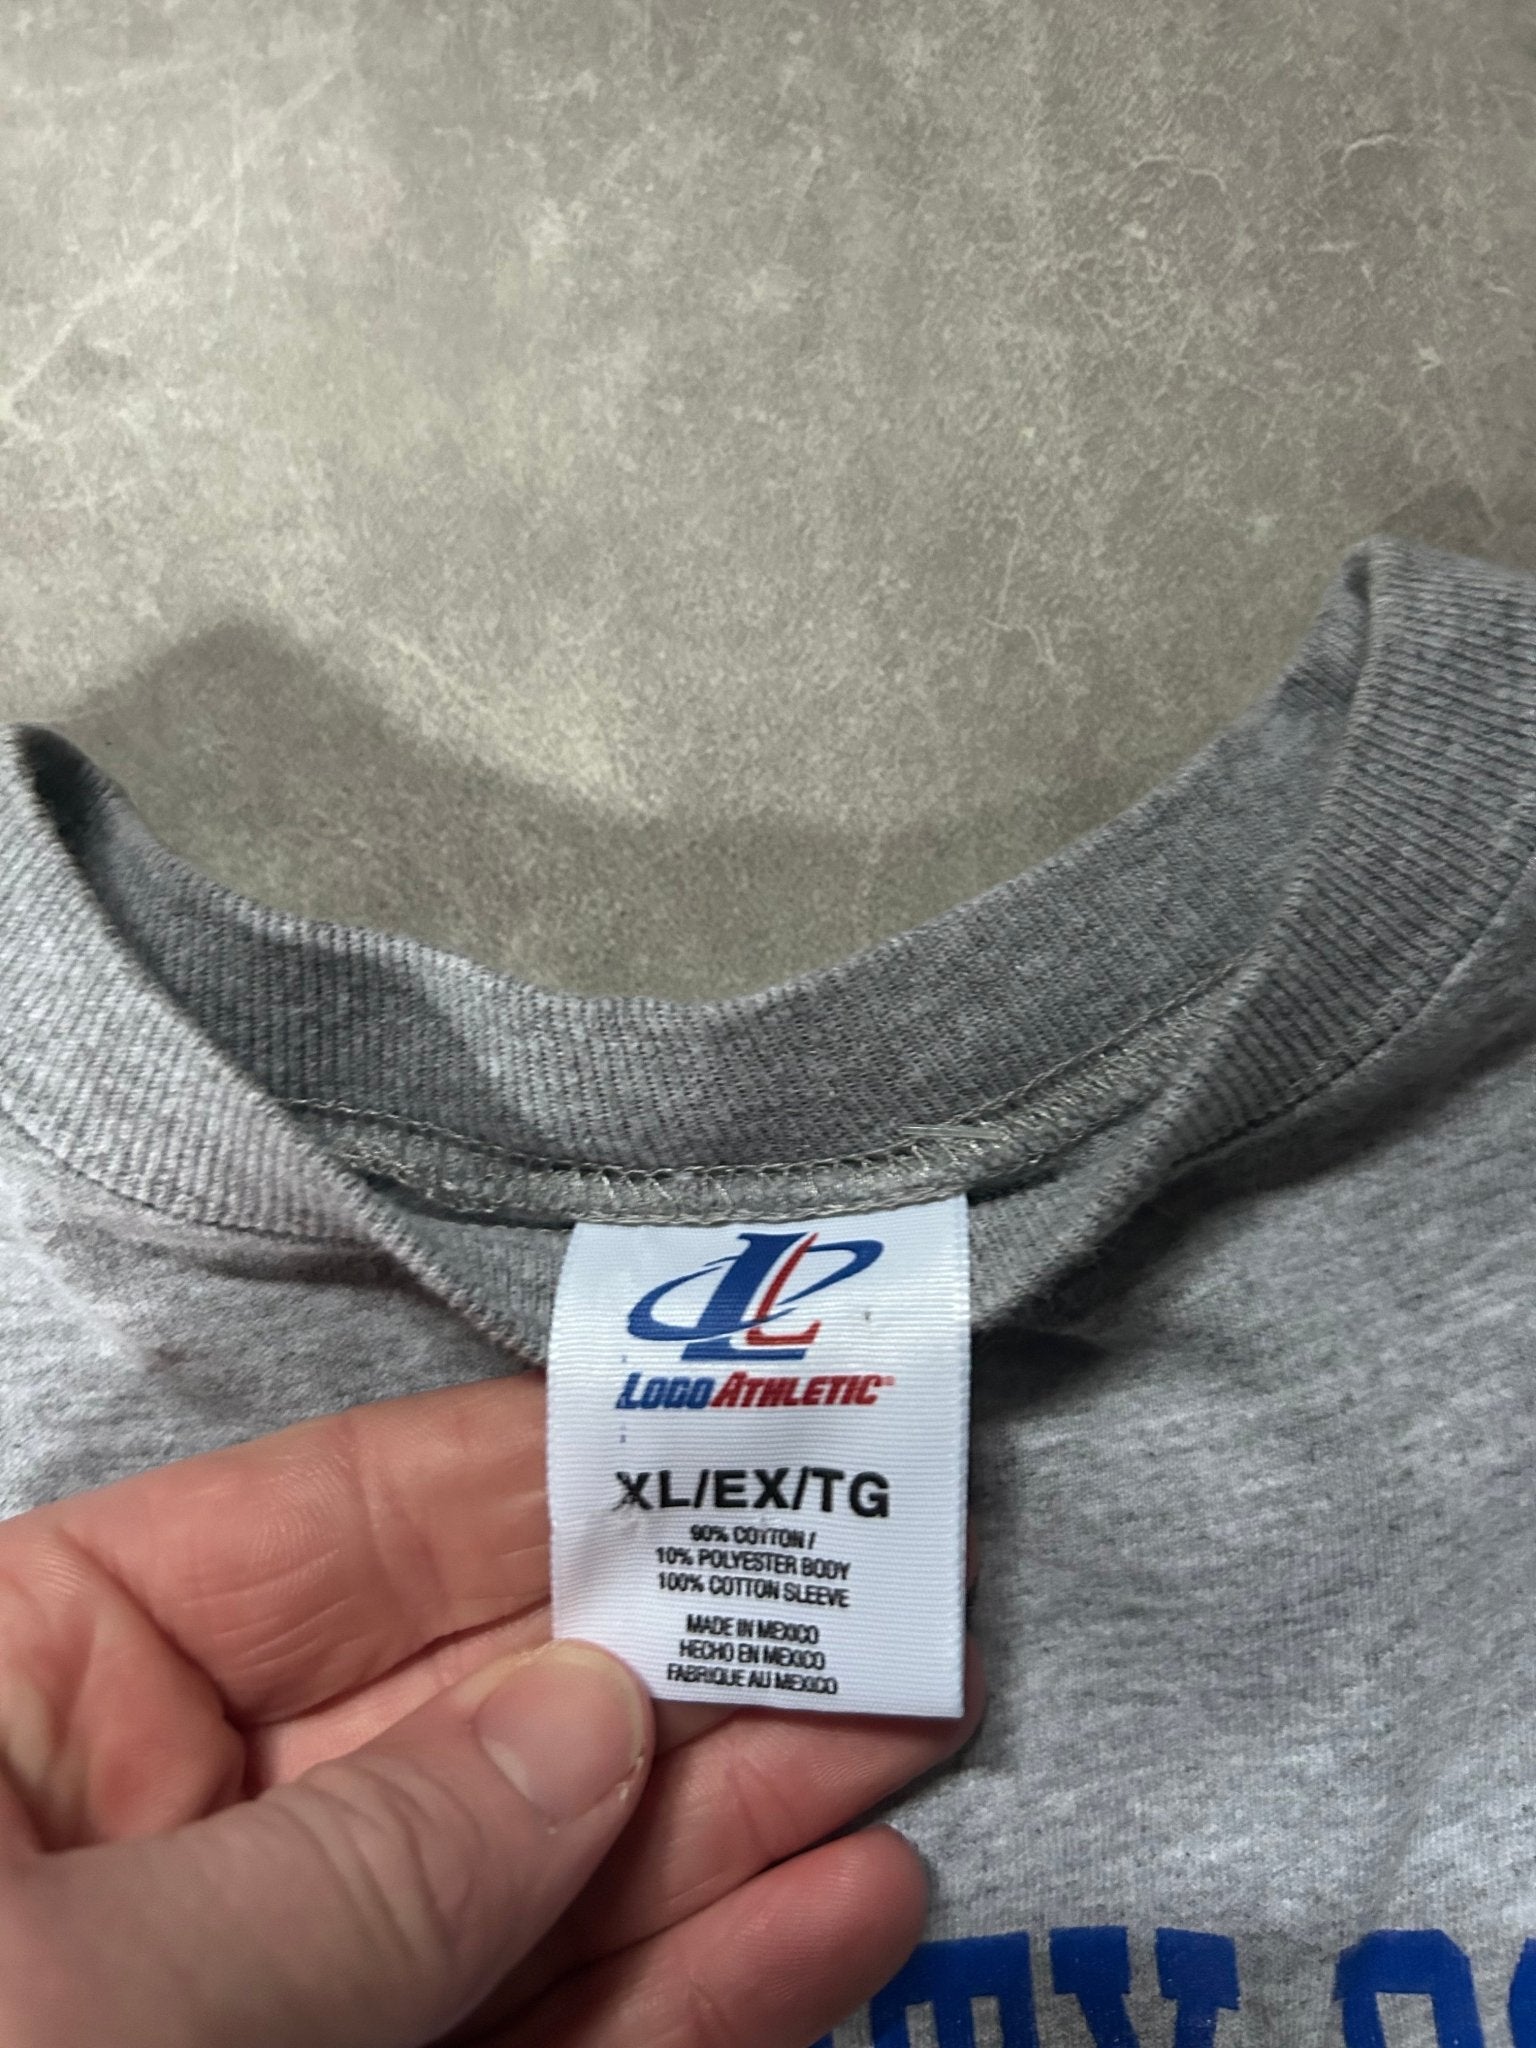 LOGO ATHLETIC®
XL/EX/TG
90% COTTON /
10% POLYESTER BODY
100% COTTON SLEEVE
MADE IN MEXICO
HECHO EN MEXICO
FABRIQUE AU MEXICO